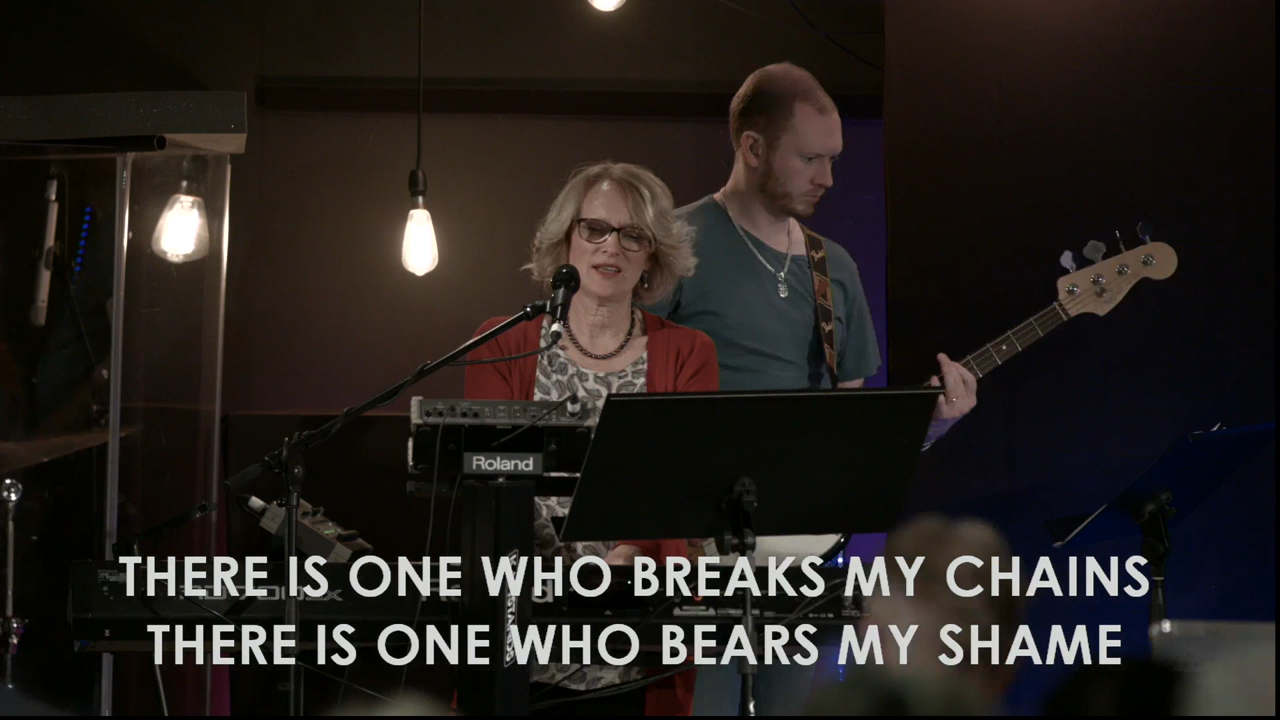 Roland
THERE IS ONE WHO BREAKS MY CHAINS
THERE IS ONE WHO BEARS MY SHAME